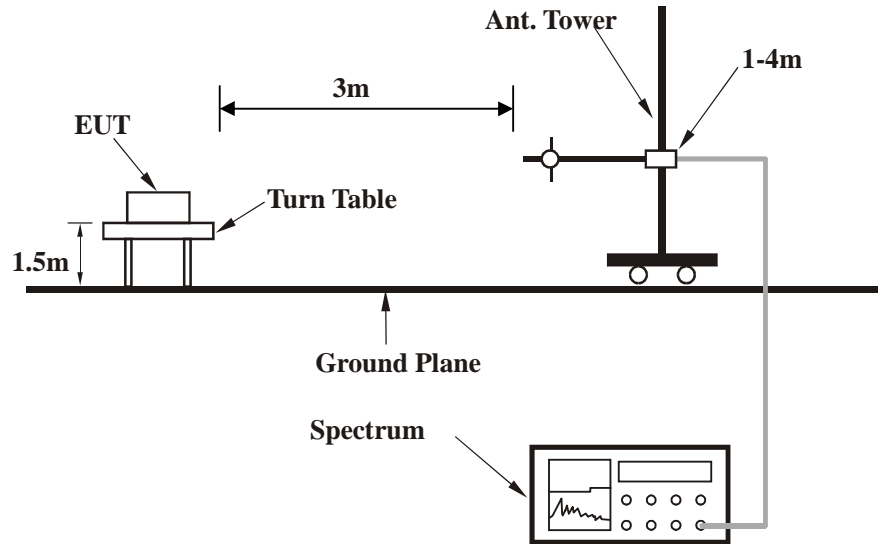 Ant. Tower
1-4m
3m
EUT
Turn Table
1.5m
Ground Plane
Spectrum